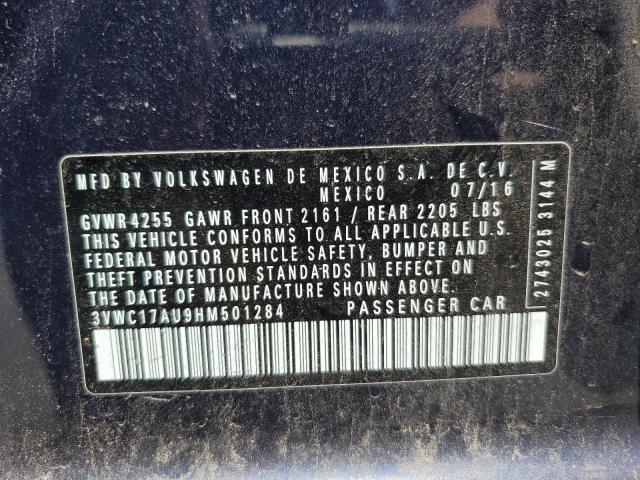 MFD BY VOLKSWAGEN DE MEXICO S.A. DE C.V.
MEXICO 07/16
GVWR4255 GAWR FRONT 2161 / REAR 2205 LBS
THIS VEHICLE CONFORMS TO ALL APPLICABLE U.S.
FEDERAL MOTOR VEHICLE SAFETY, BUMPER AND
THEFT PREVENTION STANDARDS IN EFFECT ON
THE DATE OF MANUFACTURE SHOWN ABOVE.
3VWC17AU9HM501284 PASSENGER CAR
2743025 3144 M